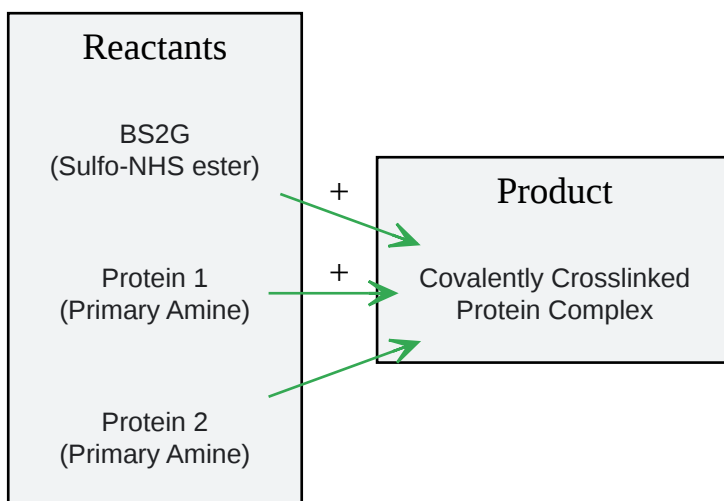 Reactants
BS2G
(Sulfo-NHS ester)
+
Product
Protein 1
(Primary Amine)
+
Covalently Crosslinked
Protein Complex
Protein 2
(Primary Amine)